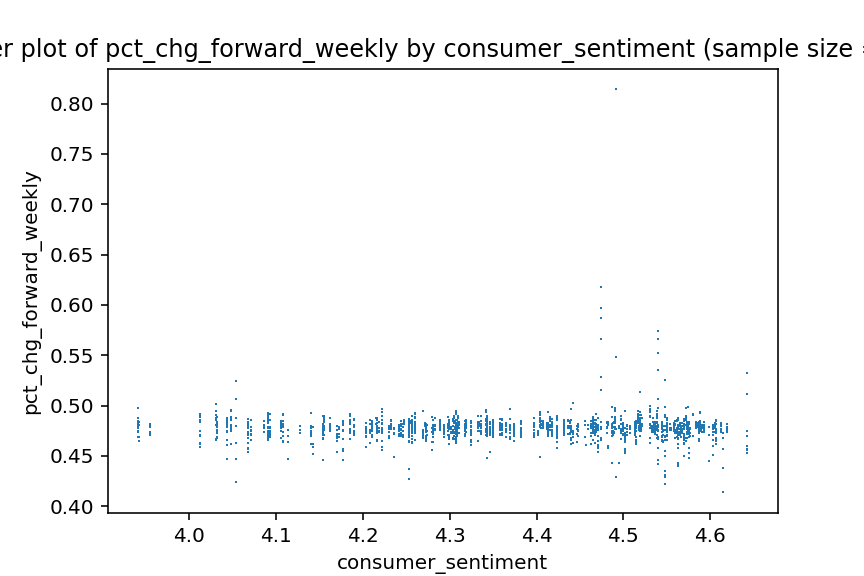 er plot of pct_chg_forward_weekly by consumer_sentiment (sample size =
0.80
0.75
0.70
0.65
0.60
0.55
0.50
0.45
0.40
pct_chg_forward_weekly
4.0 4.1 4.2 4.3 4.4 4.5 4.6
consumer_sentiment